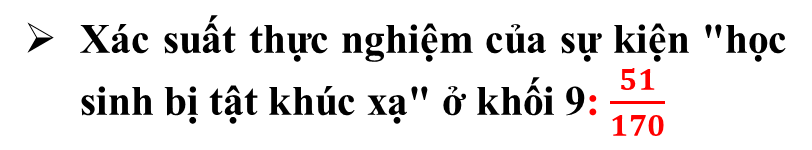 ➢ Xác suất thực nghiệm của sự kiện "học
sinh bị tật khúc xạ" ở khối 9: 51/170